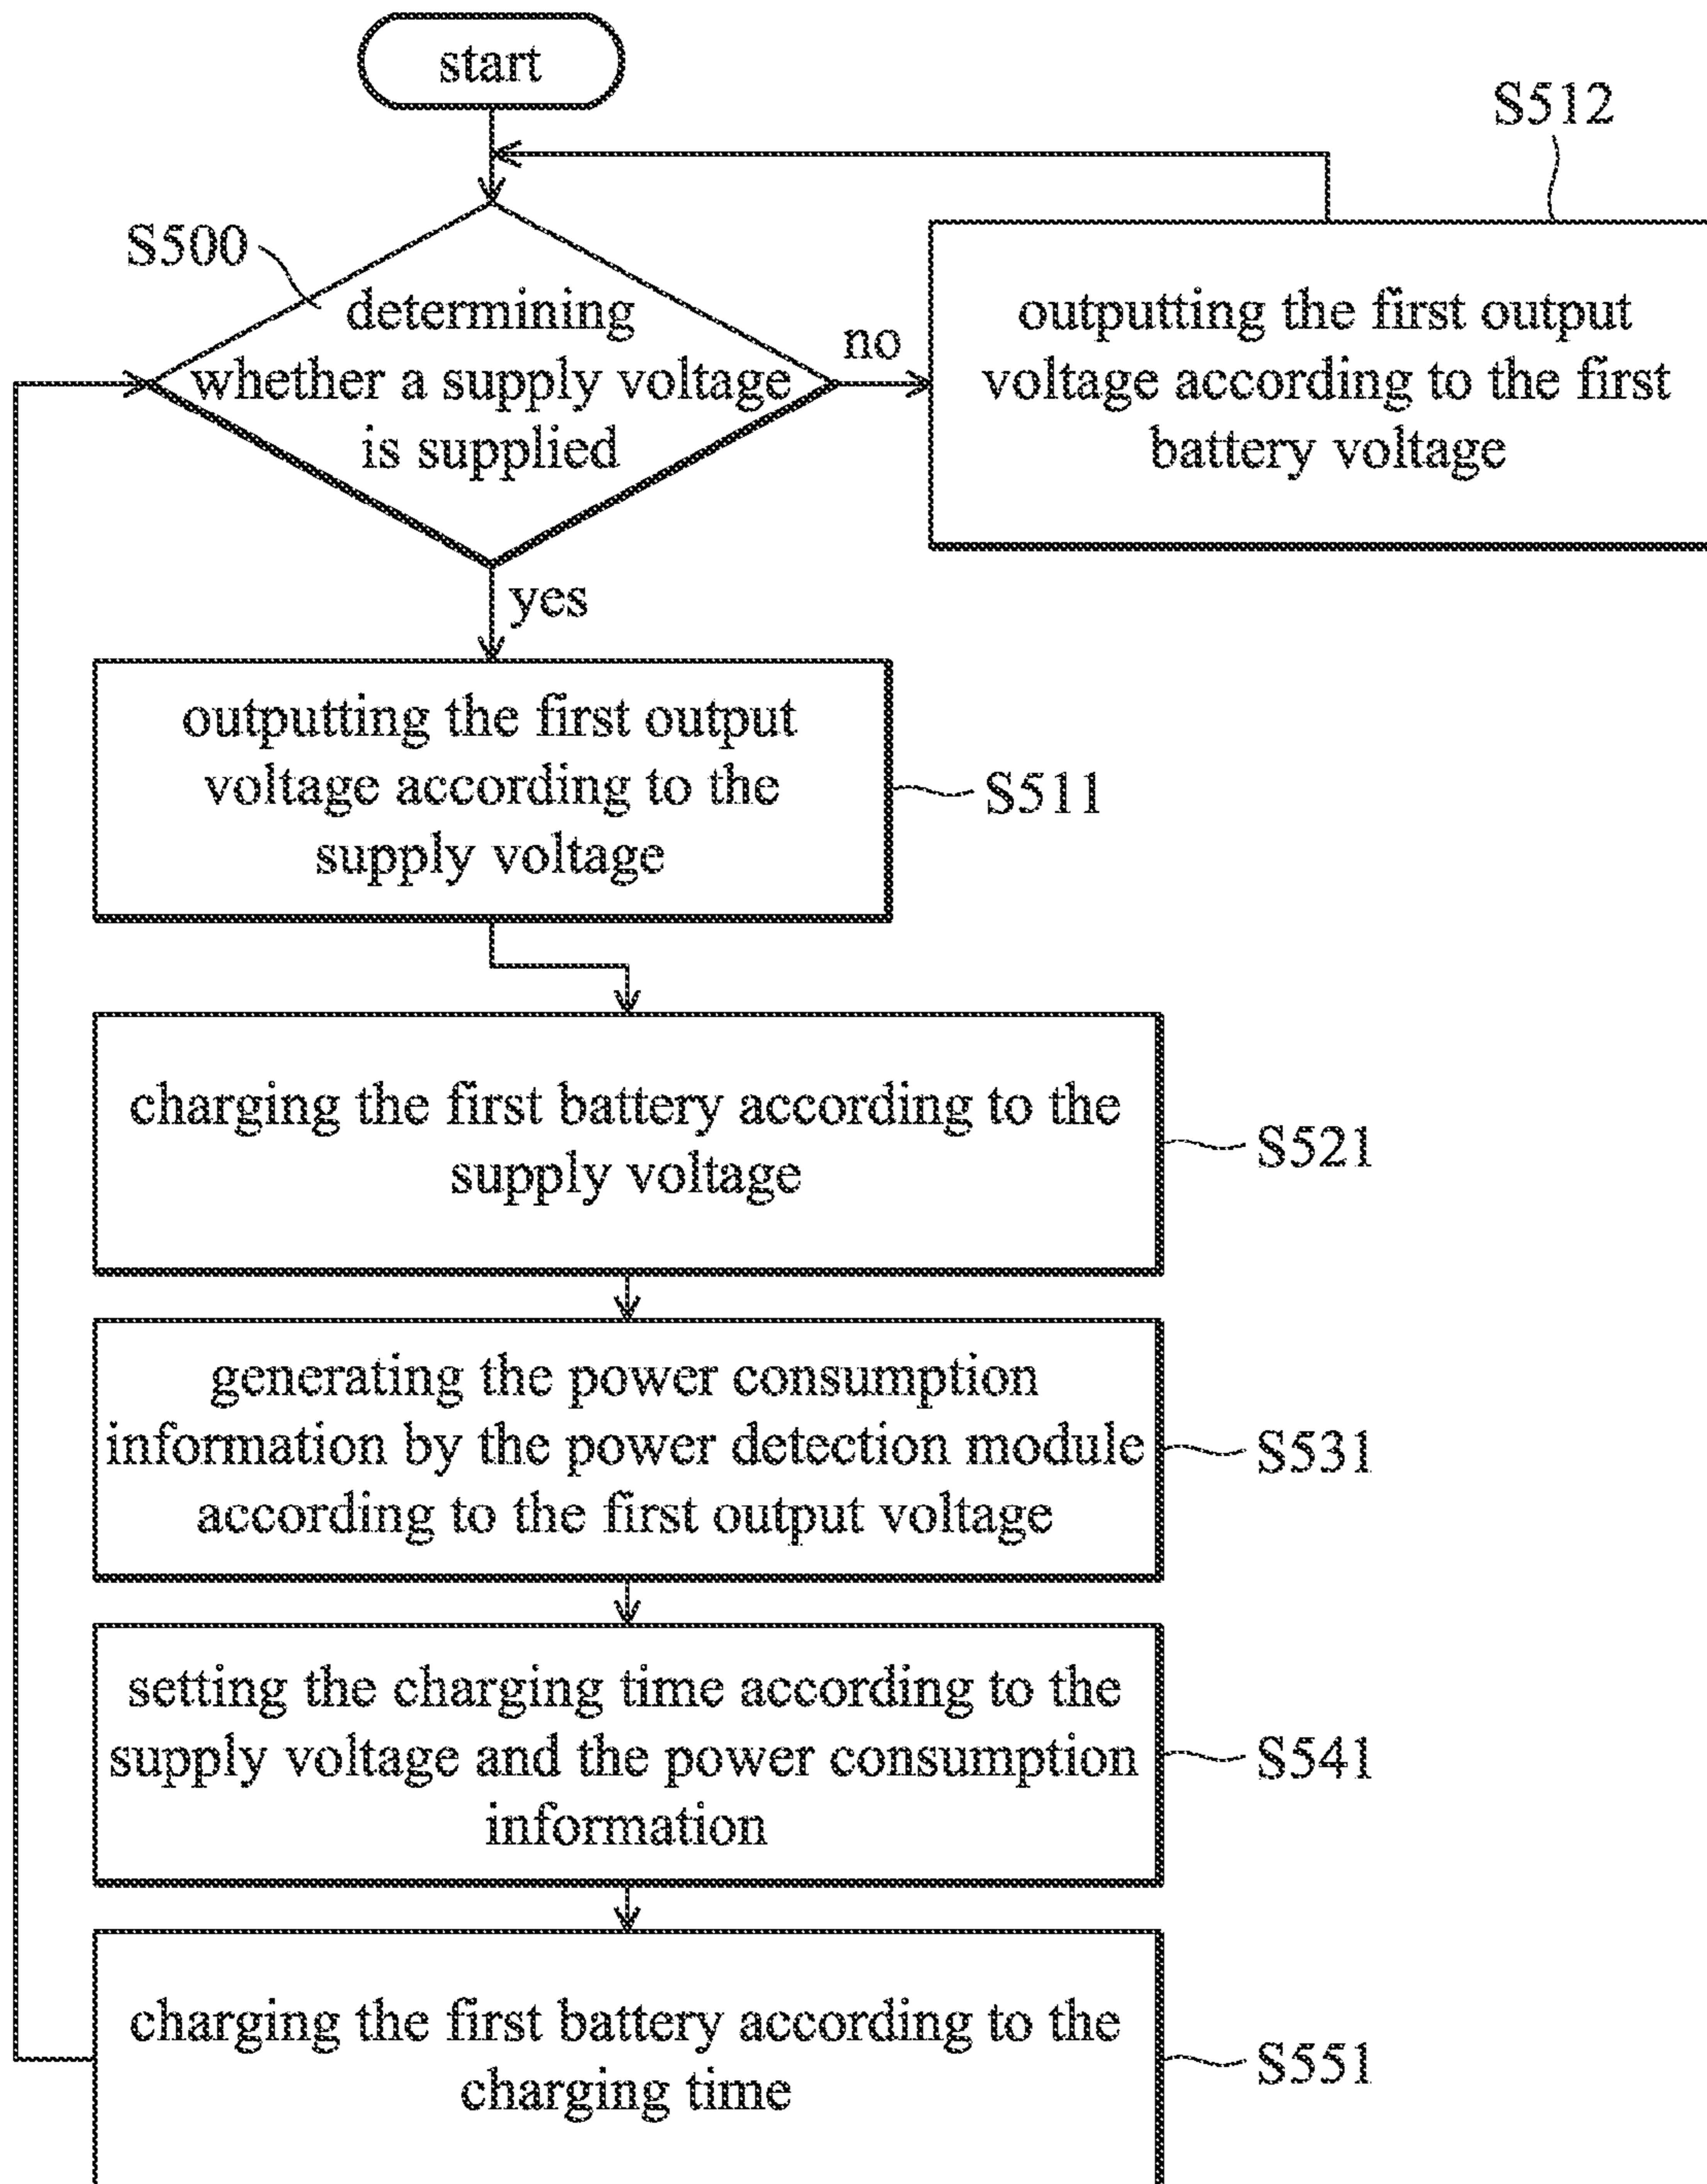 start
S512
S500
determining
whether a supply voltage
is supplied
no
outputting the first output
voltage according to the first
battery voltage
yes
outputting the first output
voltage according to the
supply voltage
S511
charging the first battery according to the
supply voltage
S521
generating the power consumption
information by the power detection module
according to the first output voltage
S531
setting the charging time according to the
supply voltage and the power consumption
information
S541
charging the first battery according to the
charging time
S551